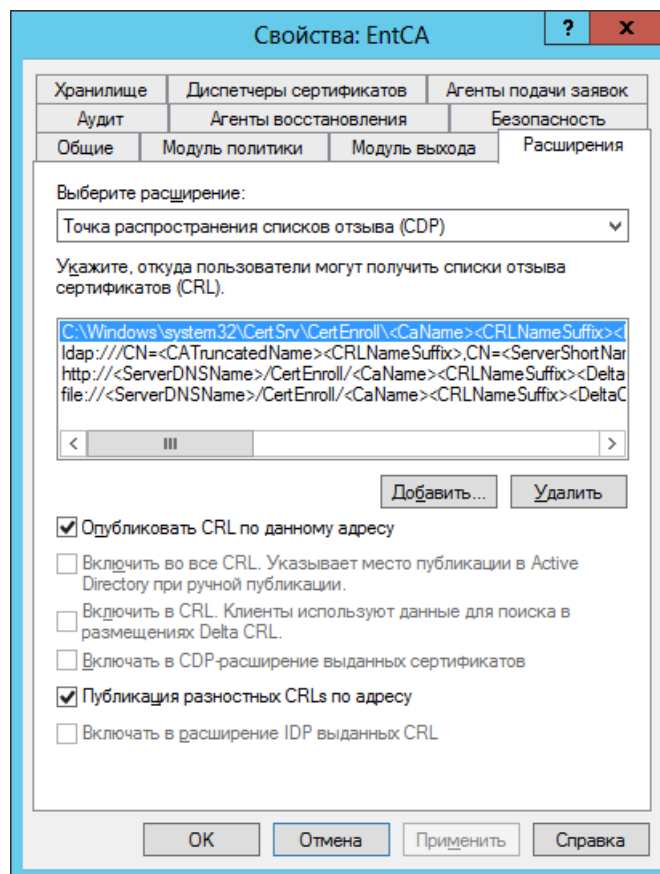 Свойства: EntCA
?
x
Хранилище
Диспетчеры сертификатов
Агенты подачи заявок
Аудит
Агенты восстановления
Безопасность
Общие
Модуль политики
Модуль выхода
Расширения
Выберите расширение:
Точка распространения списков отзыва (CDP)
Укажите, откуда пользователи могут получить списки отзыва
сертификатов (CRL).
C:\Windows\system32\CertSrv\CertEnroll\<CaName><CRLNameSuffix><
ldap:///CN=<CATruncatedName><CRLNameSuffix>,CN=<ServerShortNar
http://<ServerDNSName>/CertEnroll/<CaName><CRLNameSuffix><Delta
file://<ServerDNSName>/CertEnroll/<CaName><CRLNameSuffix><DeltaC
Добавить...
Удалить
Опубликовать CRL по данному адресу
Включить во все CRL. Указывает место публикации в Active
Directory при ручной публикации.
Включить в CRL. Клиенты используют данные для поиска в
размещениях Delta CRL.
Включать в CDP-расширение выданных сертификатов
Публикация разностных CRLs по адресу
Включать в расширение IDP выданных CRL
OK
Отмена
Применить
Справка